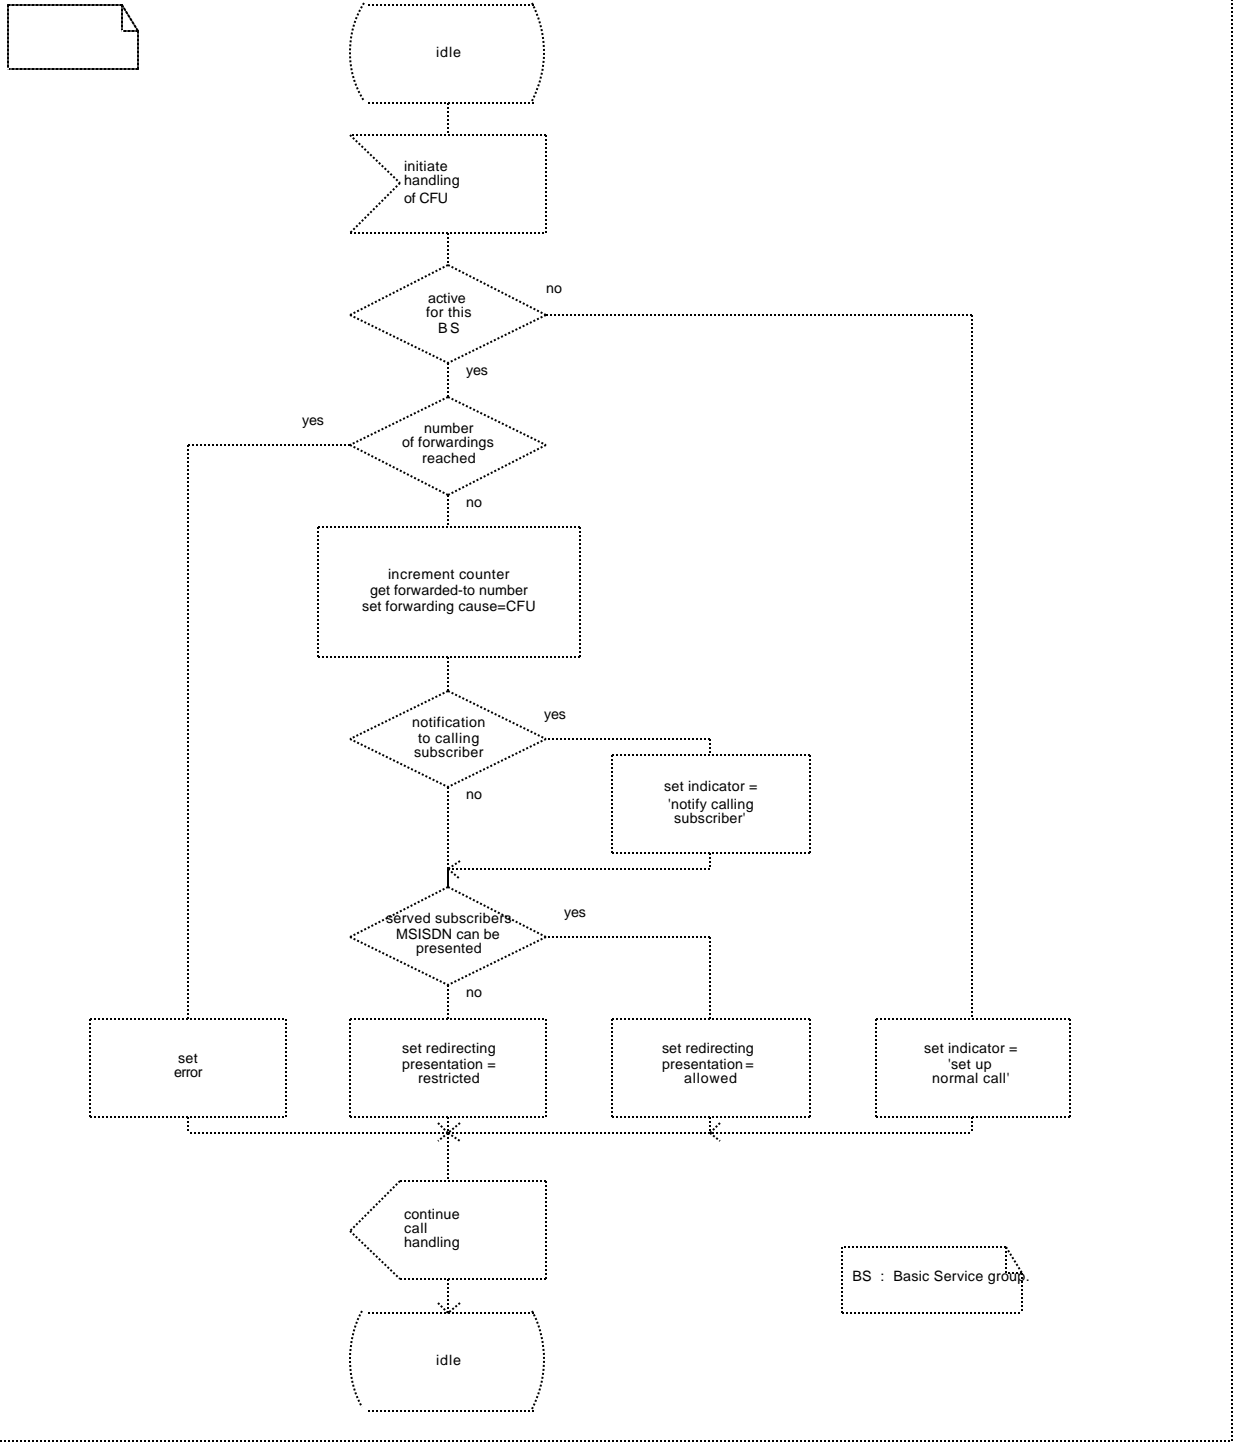 idle
initiate
handling
of CFU
active
for this
BS
no
yes
number
of forwardings
reached
yes
no
increment counter
get forwarded-to number
set forwarding cause=CFU
notification
to calling
subscriber
yes
no
set indicator =
'notify calling
subscriber'
served subscribers
MSISDN can be
presented
yes
no
set
error
set redirecting
presentation =
restricted
set redirecting
presentation=
allowed
set indicator =
'set up
normal call'
continue
call
handling
BS : Basic Service group.
idle